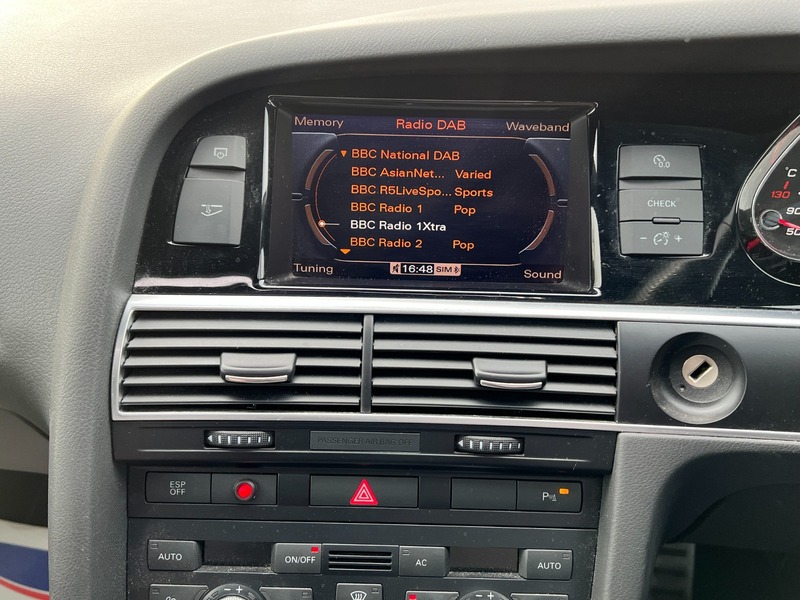 Memory Radio DAB Waveband
BBC National DAB
BBC AsianNet... Varied
BBC R5LiveSpo... Sports
BBC Radio 1 Pop
BBC Radio 1Xtra
BBC Radio 2 Pop
Tuning 16:48 SIM Sound
0.0
CHECK
- +
°C
130
90
50
PASSENGER AIR BAG OFF
ESP
OFF
P
AUTO ON/OFF AC AUTO
- + - +